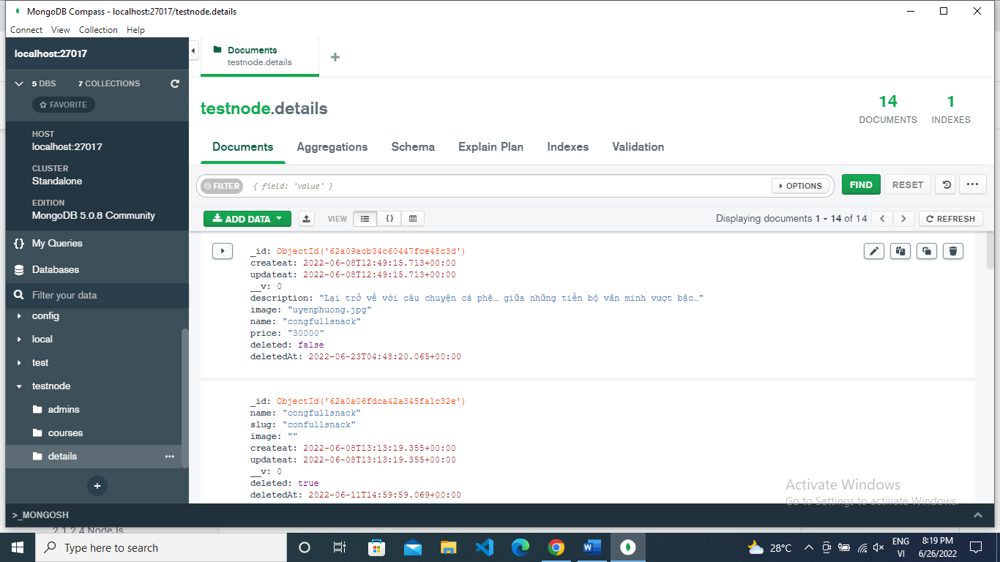 MongoDB Compass - localhost:27017/testnode.details
Connect View Collection Help
localhost:27017
5 DBS 7 COLLECTIONS
FAVORITE
HOST
localhost:27017
CLUSTER
Standalone
EDITION
MongoDB 5.0.8 Community
{} My Queries
Databases
Filter your data
config
local
test
testnode
admins
courses
details
>_MONGOSH
Documents
testnode.details
testnode.details
14
DOCUMENTS
1
INDEXES
Documents Aggregations Schema Explain Plan Indexes Validation
FILTER { field: 'value' } OPTIONS FIND RESET
ADD DATA VIEW {} Displaying documents 1 - 14 of 14 REFRESH
_id: ObjectId('62a09acb34c60447fce48c3d')
createat: 2022-06-08T12:49:15.713+00:00
updateat: 2022-06-08T12:49:15.713+00:00
__v: 0
description: "Lại trở về với câu chuyện cà phê… giữa những tiến bộ văn minh vượt bậc…"
image: "uyenphuong.jpg"
name: "congfullsnack"
price: "30000"
deleted: false
deletedAt: 2022-06-23T04:48:20.065+00:00
_id: ObjectId('62a0a06fdca42a345fa1c32e')
name: "congfullsnack"
slug: "confullsnack"
image: ""
createat: 2022-06-08T13:13:19.355+00:00
updateat: 2022-06-08T13:13:19.355+00:00
__v: 0
deleted: true
deletedAt: 2022-06-11T14:59:59.069+00:00
Activate Windows
Go to Settings to activate Windows.
2.1.2.4 NodeJs
Type here to search
28°C
ENG
VI
8:19 PM
6/26/2022